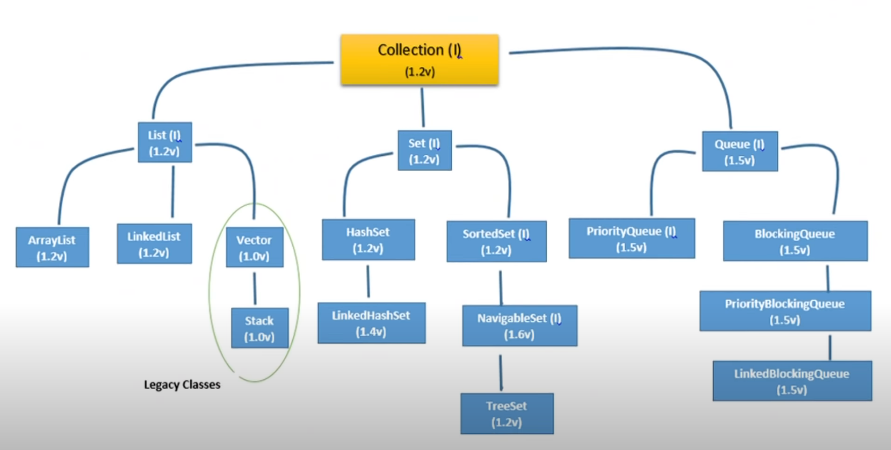 Collection (I)
(1.2v)
List (I)
(1.2v)
Set (I)
(1.2v)
Queue (I)
(1.5v)
ArrayList
(1.2v)
LinkedList
(1.2v)
Vector
(1.0v)
HashSet
(1.2v)
SortedSet (I)
(1.2v)
PriorityQueue (I)
(1.5v)
BlockingQueue
(1.5v)
Stack
(1.0v)
LinkedHashSet
(1.4v)
NavigableSet (I)
(1.6v)
PriorityBlockingQueue
(1.5v)
Legacy Classes
LinkedBlockingQueue
(1.5v)
TreeSet
(1.2v)